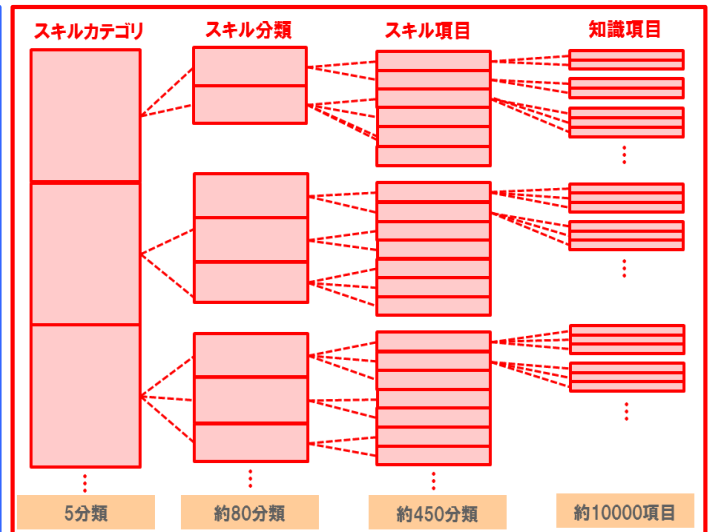 スキルカテゴリ
スキル分類
スキル項目
知識項目
5分類
約80分類
約450分類
約10000項目